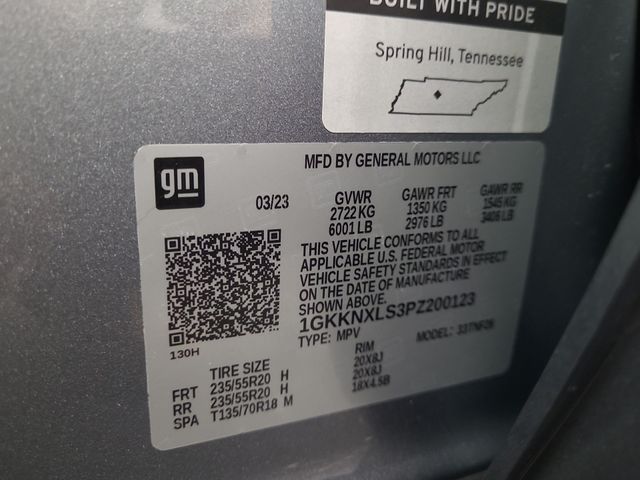 BUILT WITH PRIDE
Spring Hill, Tennessee
gm
MFD BY GENERAL MOTORS LLC
03/23 GVWR GAWR FRT GAWR RR
2722 KG 1350 KG 1545 KG
6001 LB 2976 LB 3406 LB
THIS VEHICLE CONFORMS TO ALL
APPLICABLE U.S. FEDERAL MOTOR
VEHICLE SAFETY STANDARDS IN EFFECT
ON THE DATE OF MANUFACTURE
SHOWN ABOVE.
1GKKNXLS3PZ200123
TYPE: MPV MODEL: 33TNF26
130H
TIRE SIZE RIM
FRT 235/55R20 H 20X8J
RR 235/55R20 H 20X8J
SPA T135/70R18 M 18X4.5B